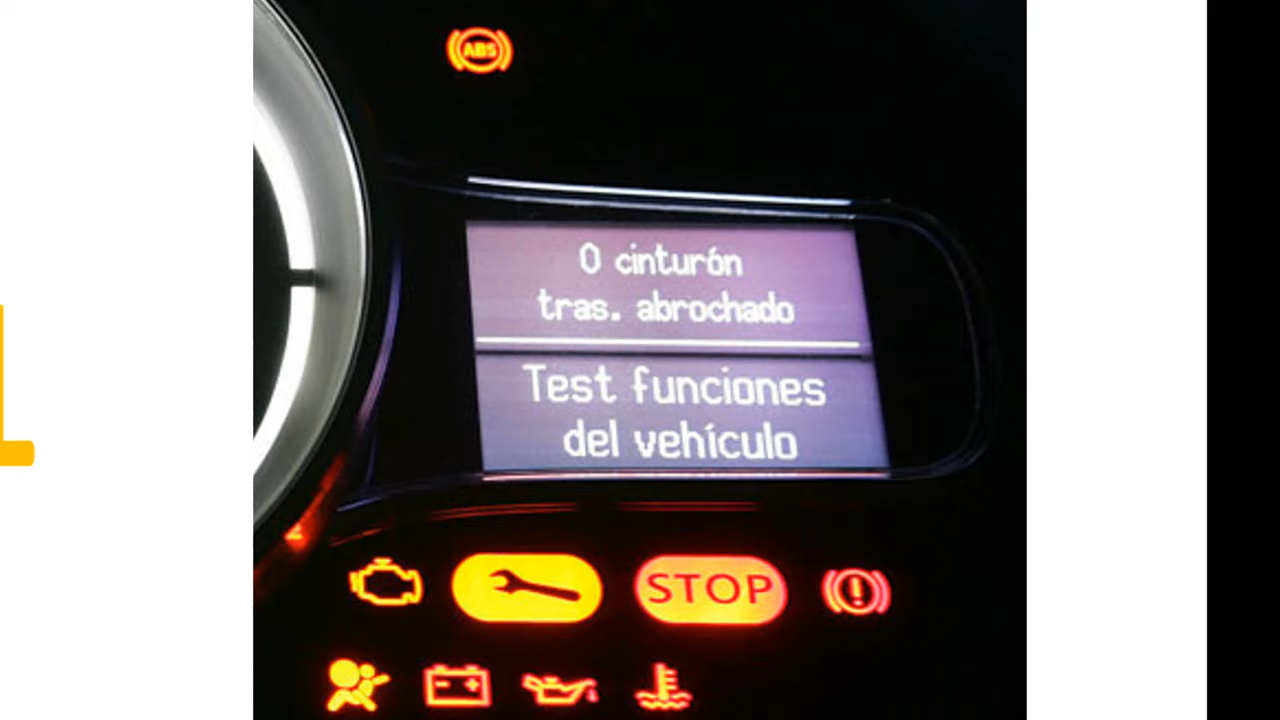 ABS
0 cinturón
tras. abrochado
Test funciones
del vehículo
STOP